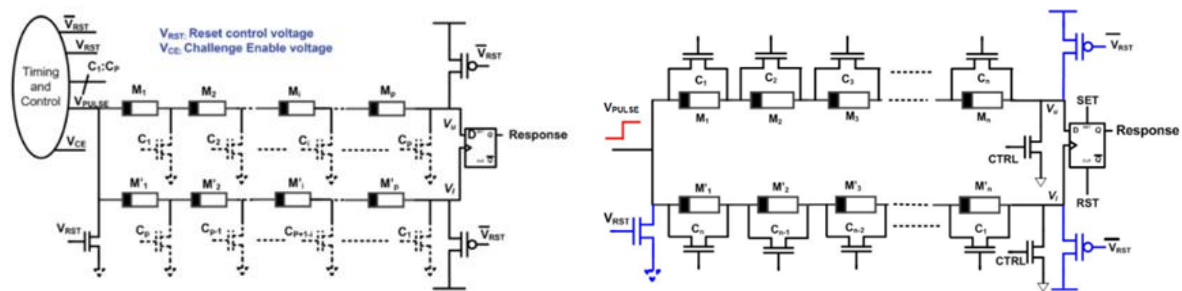 V̅RST
VRST
C1:CP
VPULSE
VCE
Timing
and
Control
VRST: Reset control voltage
VCE: Challenge Enable voltage
M1 M2 Mi Mp
C1 C2 Ci Cp
V̅RST
Vu
D Q
Q̅
Response
M'1 M'2 M'i M'p
Vl
Cp Cp-1 CP+1-i C1
VRST
V̅RST
C1 C2 C3 Cn
M1 M2 M3 Mn
VPULSE
V̅RST
Vu
SET
D Q
Q̅
Response
CTRL
RST
M'1 M'2 M'3 M'n
Vl
VRST
Cn Cn-1 Cn-2 C1
CTRL
V̅RST